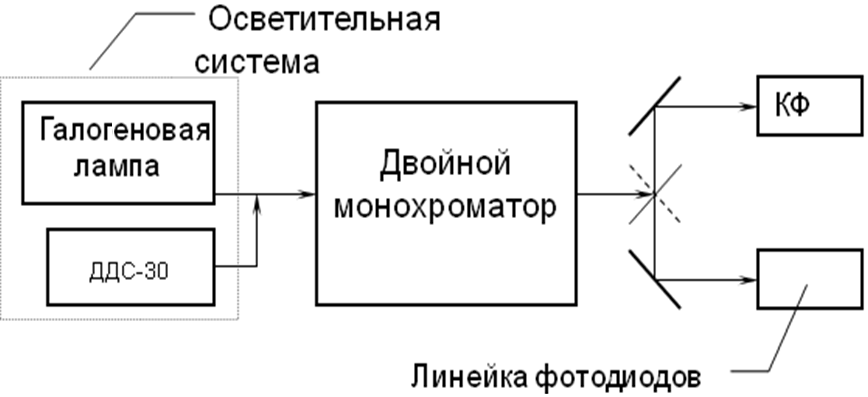 Осветительная
система
Галогеновая
лампа
ДДС-30
Двойной
монохроматор
КФ
Линейка фотодиодов